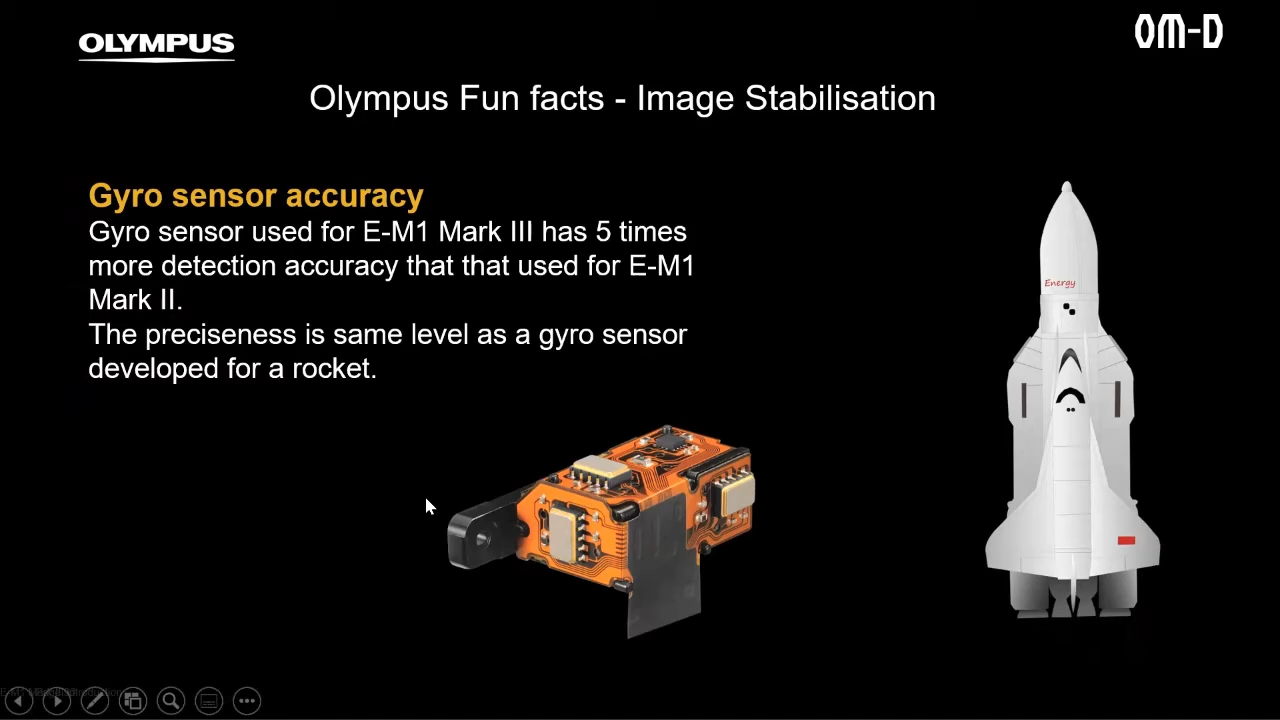 OLYMPUS
OM-D
Olympus Fun facts - Image Stabilisation
Gyro sensor accuracy
Gyro sensor used for E-M1 Mark III has 5 times
more detection accuracy that that used for E-M1
Mark II.
The preciseness is same level as a gyro sensor
developed for a rocket.
Energy